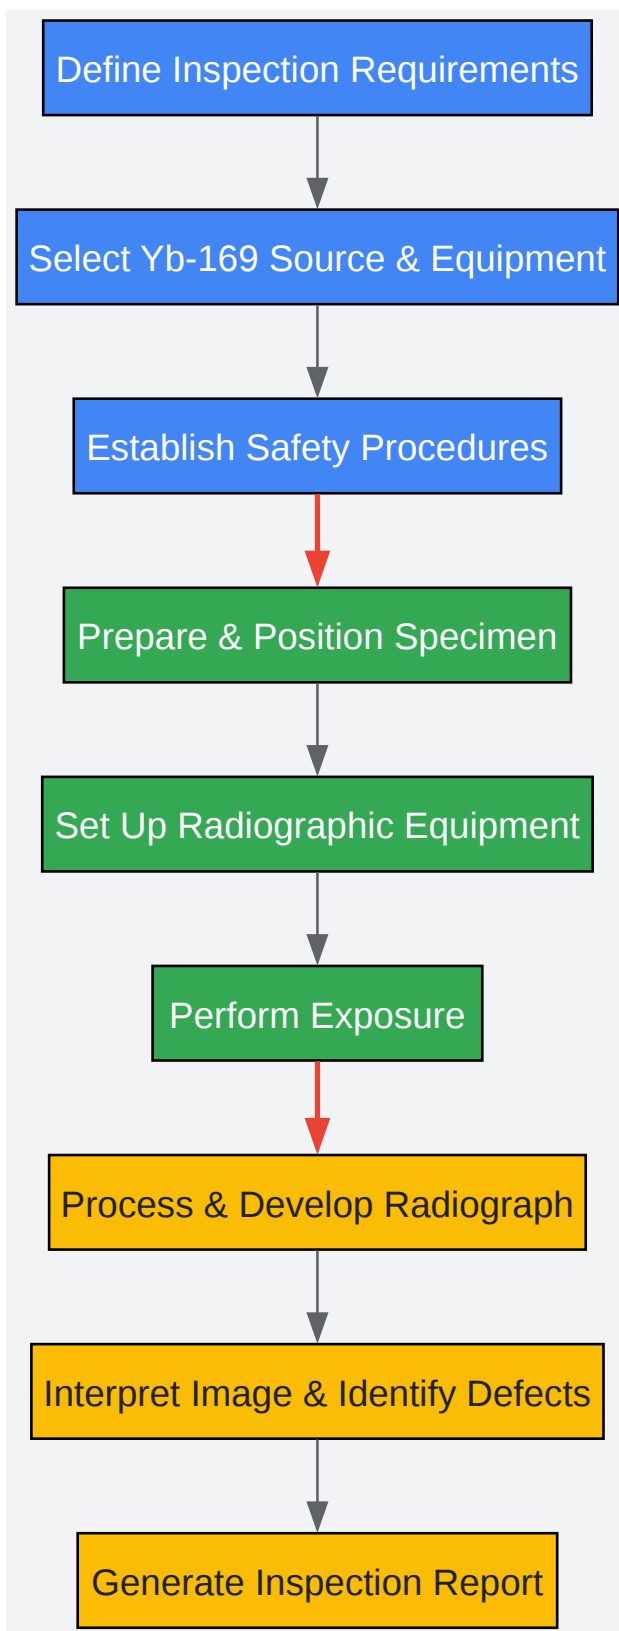 Define Inspection Requirements
Select Yb-169 Source & Equipment
Establish Safety Procedures
Prepare & Position Specimen
Set Up Radiographic Equipment
Perform Exposure
Process & Develop Radiograph
Interpret Image & Identify Defects
Generate Inspection Report